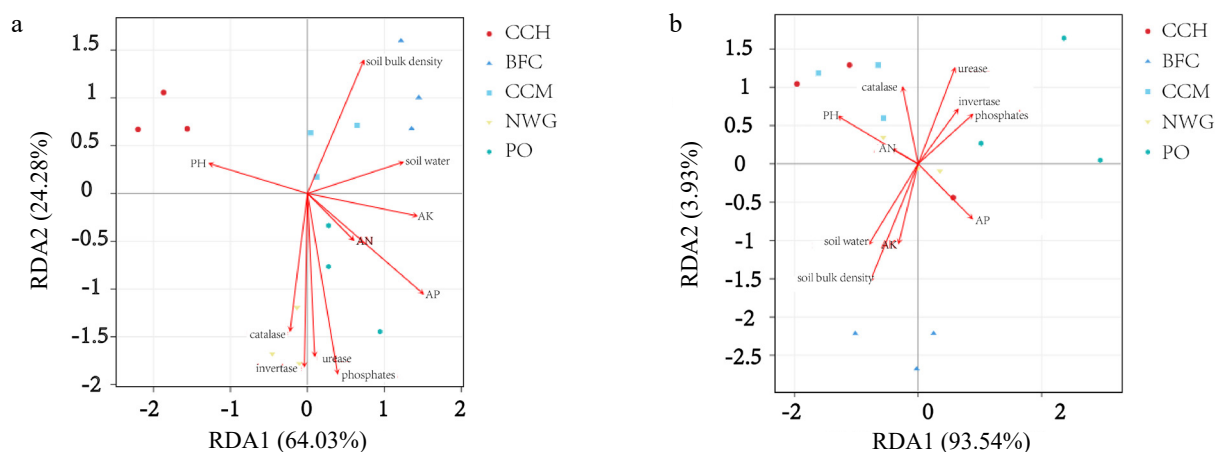 a
RDA2 (24.28%)
1.5
1
0.5
0
-0.5
-1
-1.5
-2
soil bulk density
PH
soil water
AK
AN
AP
catalase
urease
invertase
phosphates
-2
-1
0
1
2
RDA1 (64.03%)
CCH
BFC
CCM
NWG
PO
b
RDA2 (3.93%)
1.5
1
0.5
0
-0.5
-1
-1.5
-2
-2.5
urease
catalase
invertase
PH
phosphates
AN
AP
soil water
AK
soil bulk density
-2
0
2
RDA1 (93.54%)
CCH
BFC
CCM
NWG
PO